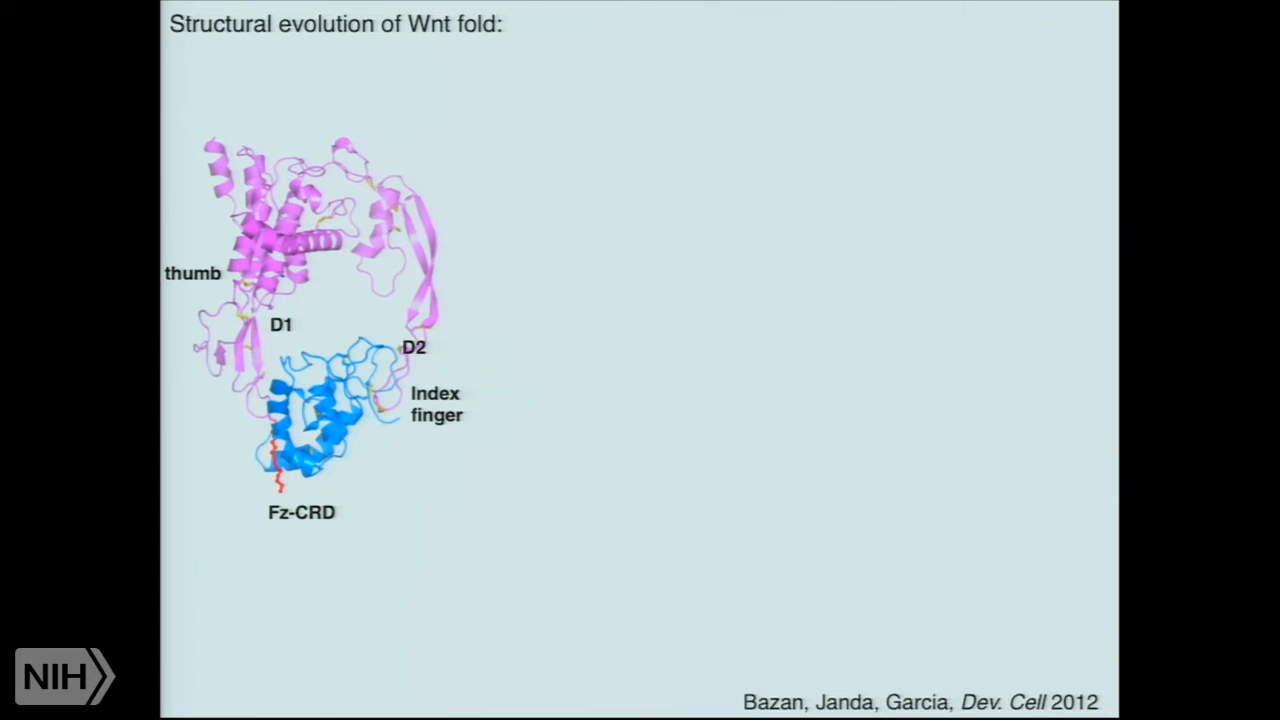 Structural evolution of Wnt fold:
thumb
D1
D2
Index
finger
Fz-CRD
NIH
Bazan, Janda, Garcia, Dev. Cell 2012